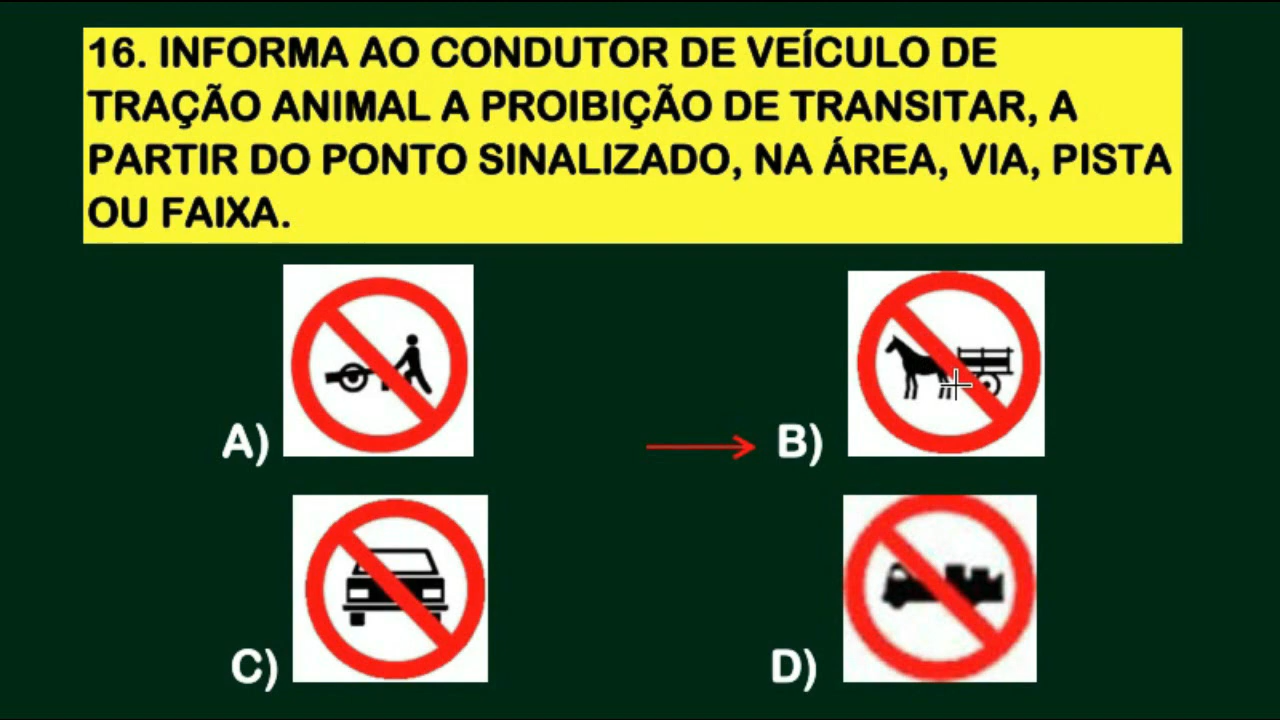 16. INFORMA AO CONDUTOR DE VEÍCULO DE
TRAÇÃO ANIMAL A PROIBIÇÃO DE TRANSITAR, A
PARTIR DO PONTO SINALIZADO, NA ÁREA, VIA, PISTA
OU FAIXA.
A)
B)
C)
D)